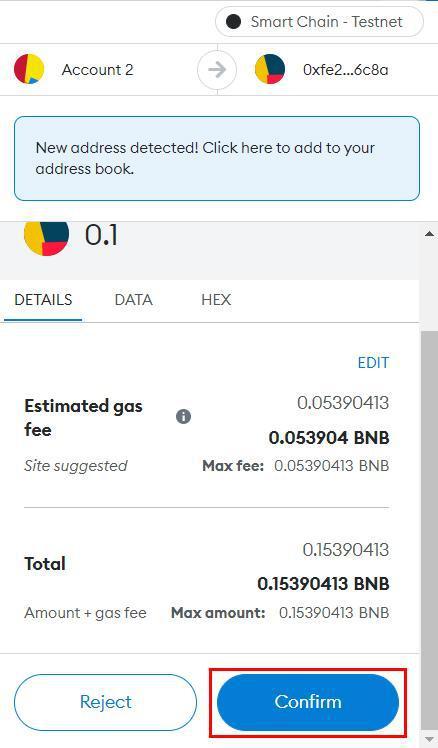 Smart Chain - Testnet
Account 2
0xfe2...6c8a
New address detected! Click here to add to your
address book.
0.1
DETAILS DATA HEX
EDIT
Estimated gas fee
0.05390413
0.053904 BNB
Site suggested
Max fee: 0.05390413 BNB
Total
0.15390413
0.15390413 BNB
Amount + gas fee
Max amount: 0.15390413 BNB
Reject
Confirm